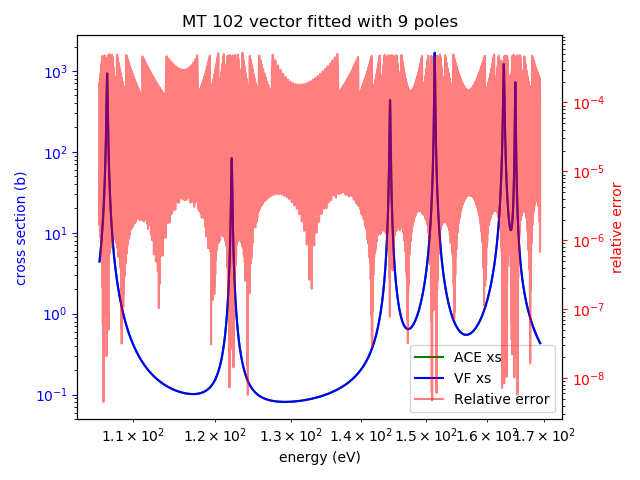 MT 102 vector fitted with 9 poles
10³
10²
10¹
10⁰
10⁻¹
cross section (b)
10⁻⁴
10⁻⁵
10⁻⁶
10⁻⁷
10⁻⁸
relative error
ACE xs
VF xs
Relative error
1.1 × 10² 1.2 × 10² 1.3 × 10² 1.4 × 10² 1.5 × 10² 1.6 × 10² 1.7 × 10²
energy (eV)